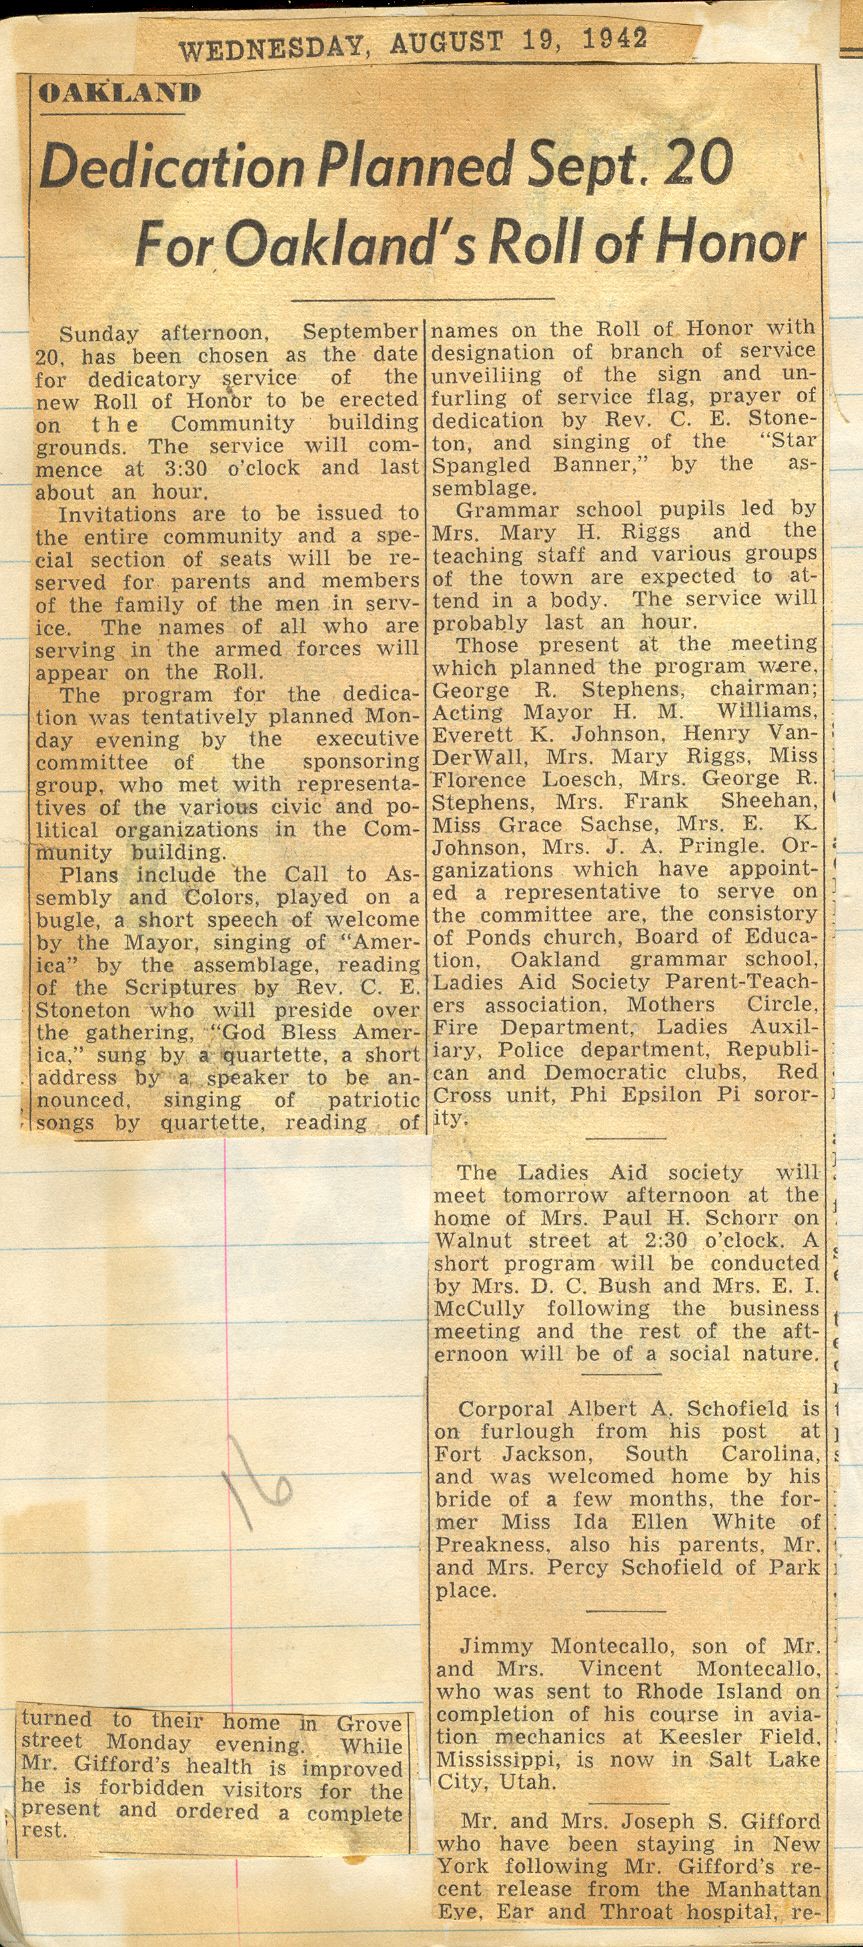 WEDNESDAY, AUGUST 19, 1942
OAKLAND
Dedication Planned Sept. 20
For Oakland's Roll of Honor
Sunday afternoon, September
20, has been chosen as the date
for dedicatory service of the
new Roll of Honor to be erected
on the Community building
grounds. The service will com-
mence at 3:30 o'clock and last
about an hour.
Invitations are to be issued to
the entire community and a spe-
cial section of seats will be re-
served for parents and members
of the family of the men in serv-
ice. The names of all who are
serving in the armed forces will
appear on the Roll.
The program for the dedica-
tion was tentatively planned Mon-
day evening by the executive
committee of the sponsoring
group, who met with representa-
tives of the various civic and po-
litical organizations in the Com-
munity building.
Plans include the Call to As-
sembly and Colors, played on a
bugle, a short speech of welcome
by the Mayor, singing of "Amer-
ica" by the assemblage, reading
of the Scriptures by Rev. C. E.
Stoneton who will preside over
the gathering, "God Bless Amer-
ica," sung by a quartette, a short
address by a speaker to be an-
nounced, singing of patriotic
songs by quartette, reading of
names on the Roll of Honor with
designation of branch of service
unveiliing of the sign and un-
furling of service flag, prayer of
dedication by Rev. C. E. Stone-
ton, and singing of the "Star
Spangled Banner," by the as-
semblage.
Grammar school pupils led by
Mrs. Mary H. Riggs and the
teaching staff and various groups
of the town are expected to at-
tend in a body. The service will
probably last an hour.
Those present at the meeting
which planned the program were,
George R. Stephens, chairman;
Acting Mayor H. M. Williams,
Everett K. Johnson, Henry Van-
DerWall, Mrs. Mary Riggs, Miss
Florence Loesch, Mrs. George R.
Stephens, Mrs. Frank Sheehan,
Miss Grace Sachse, Mrs. E. K.
Johnson, Mrs. J. A. Pringle. Or-
ganizations which have appoint-
ed a representative to serve on
the committee are, the consistory
of Ponds church, Board of Educa-
tion, Oakland grammar school,
Ladies Aid Society Parent-Teach-
ers association, Mothers Circle,
Fire Department, Ladies Auxil-
iary, Police department, Republi-
can and Democratic clubs, Red
Cross unit, Phi Epsilon Pi soror-
ity.
The Ladies Aid society will
meet tomorrow afternoon at the
home of Mrs. Paul H. Schorr on
Walnut street at 2:30 o'clock. A
short program will be conducted
by Mrs. D. C. Bush and Mrs. E. I.
McCully following the business
meeting and the rest of the aft-
ernoon will be of a social nature.
Corporal Albert A. Schofield is
on furlough from his post at
Fort Jackson, South Carolina,
and was welcomed home by his
bride of a few months, the for-
mer Miss Ida Ellen White of
Preakness, also his parents, Mr.
and Mrs. Percy Schofield of Park
place.
Jimmy Montecallo, son of Mr.
and Mrs. Vincent Montecallo,
who was sent to Rhode Island on
completion of his course in avia-
tion mechanics at Keesler Field,
Mississippi, is now in Salt Lake
City, Utah.
Mr. and Mrs. Joseph S. Gifford
who have been staying in New
York following Mr. Gifford's re-
cent release from the Manhattan
Eye, Ear and Throat hospital, re-
turned to their home in Grove
street Monday evening. While
Mr. Gifford's health is improved
he is forbidden visitors for the
present and ordered a complete
rest.
16